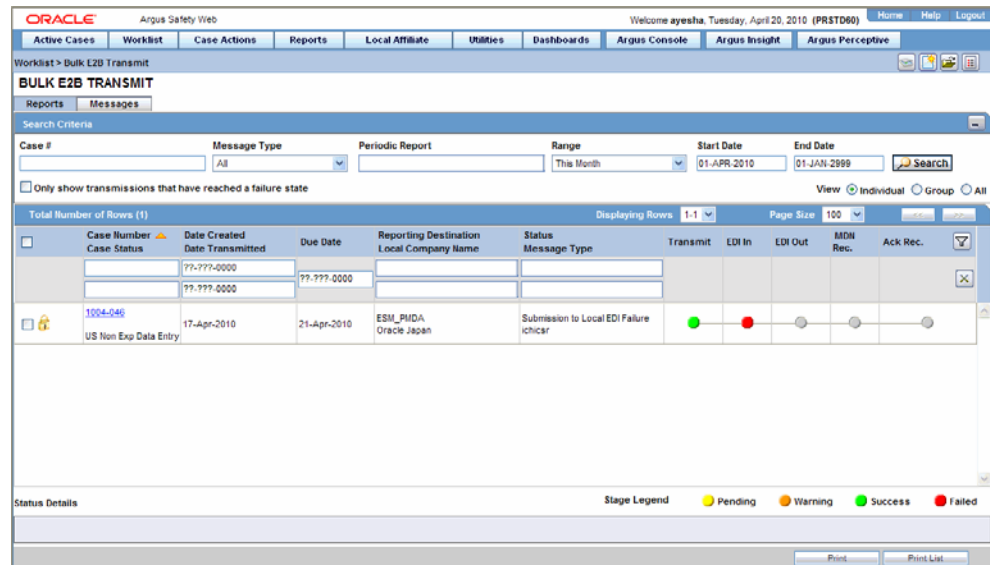 ORACLE Argus Safety Web Welcome ayesha, Tuesday, April 20, 2010 (PRSTD60) Home Help Logout
Active Cases Worklist Case Actions Reports Local Affiliate Utilities Dashboards Argus Console Argus Insight Argus Perceptive
Worklist > Bulk E2B Transmit
BULK E2B TRANSMIT
Reports Messages
Search Criteria
Case # Message Type Periodic Report Range Start Date End Date
All This Month 01-APR-2010 01-JAN-2999 Search
Only show transmissions that have reached a failure state View Individual Group All
Total Number of Rows (1) Displaying Rows 1-1 Page Size 100 << >>
Case Number Date Created Due Date Reporting Destination Status Transmit EDI In EDI Out MDN Rec. Ack Rec.
Case Status Date Transmitted Local Company Name Message Type
??-???-0000
??-???-0000
??-???-0000
1004-046 17-Apr-2010 21-Apr-2010 ESM_PMDA Submission to Local EDI Failure
US Non Exp Data Entry Oracle Japan ichicsr
Status Details Stage Legend Pending Warning Success Failed
Print Print List